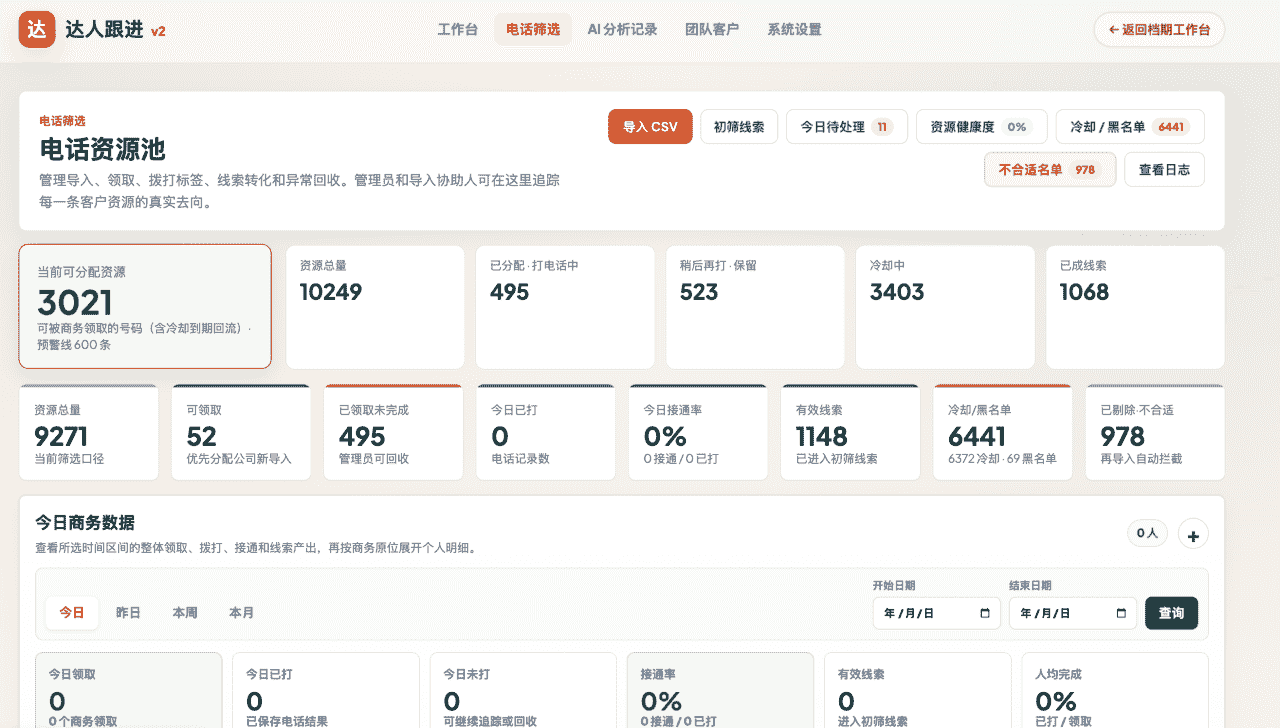 达 达人跟进 v2
工作台 电话筛选 AI 分析记录 团队客户 系统设置
← 返回档期工作台
电话筛选
电话资源池
管理导入、领取、拨打标签、线索转化和异常回收。管理员和导入协助人可在这里追踪
每一条客户资源的真实去向。
导入 CSV 初筛线索 今日待处理 11 资源健康度 0% 冷却 / 黑名单 6441
不合适名单 978 查看日志
当前可分配资源
3021
可被商务领取的号码（含冷却到期回流）·
预警线 600 条
资源总量
10249
已分配 · 打电话中
495
稍后再打 · 保留
523
冷却中
3403
已成线索
1068
资源总量
9271
当前筛选口径
可领取
52
优先分配公司新导入
已领取未完成
495
管理员可回收
今日已打
0
电话记录数
今日接通率
0%
0 接通 / 0 已打
有效线索
1148
已进入初筛线索
冷却/黑名单
6441
6372 冷却 · 69 黑名单
已剔除·不合适
978
再导入自动拦截
今日商务数据
查看所选时间区间的整体领取、拨打、接通和线索产出，再按商务原位展开个人明细。
0 人 +
今日 昨日 本周 本月
开始日期
年 / 月 / 日
结束日期
年 / 月 / 日
查询
今日领取
0
0 个商务领取
今日已打
0
已保存电话结果
今日未打
0
可继续追踪或回收
接通率
0%
0 接通 / 0 已打
有效线索
0
进入初筛线索
人均完成
0%
已打 / 领取